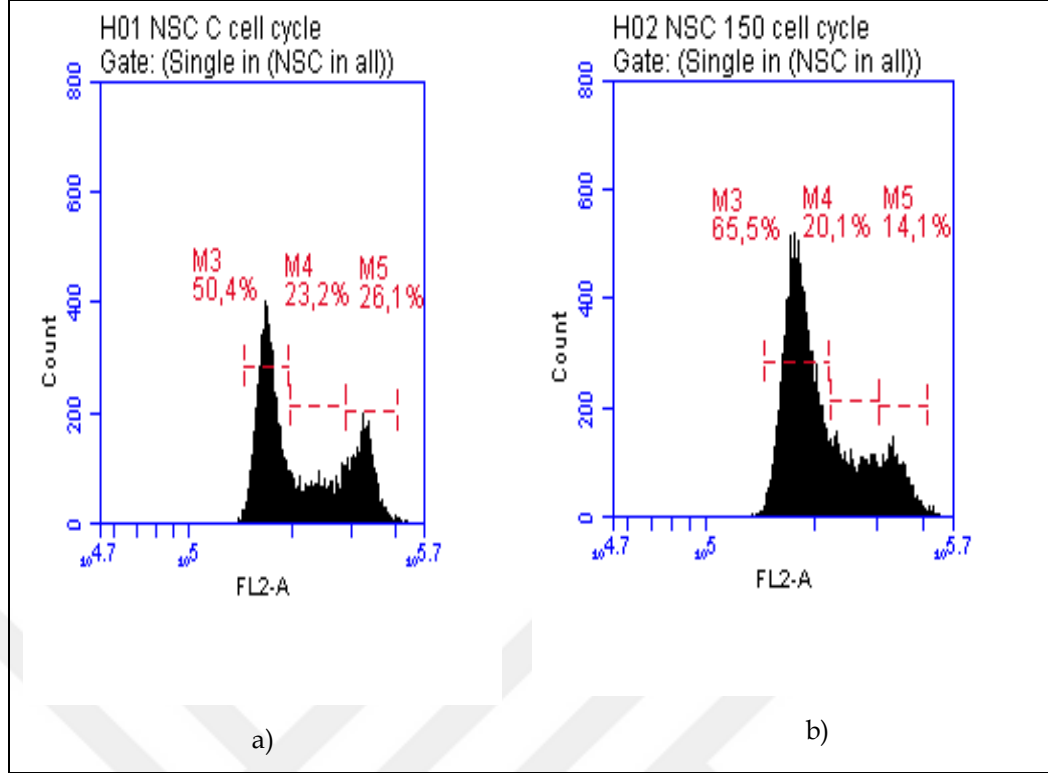 H01 NSC C cell cycle
Gate: (Single in (NSC in all))
800
600
400
200
0
M3
50,4%
M4
23,2%
M5
26,1%
Count
10^4.7
10^5
10^5.7
FL2-A
a)
H02 NSC 150 cell cycle
Gate: (Single in (NSC in all))
800
600
400
200
0
M3
65,5%
M4
20,1%
M5
14,1%
Count
10^4.7
10^5
10^5.7
FL2-A
b)